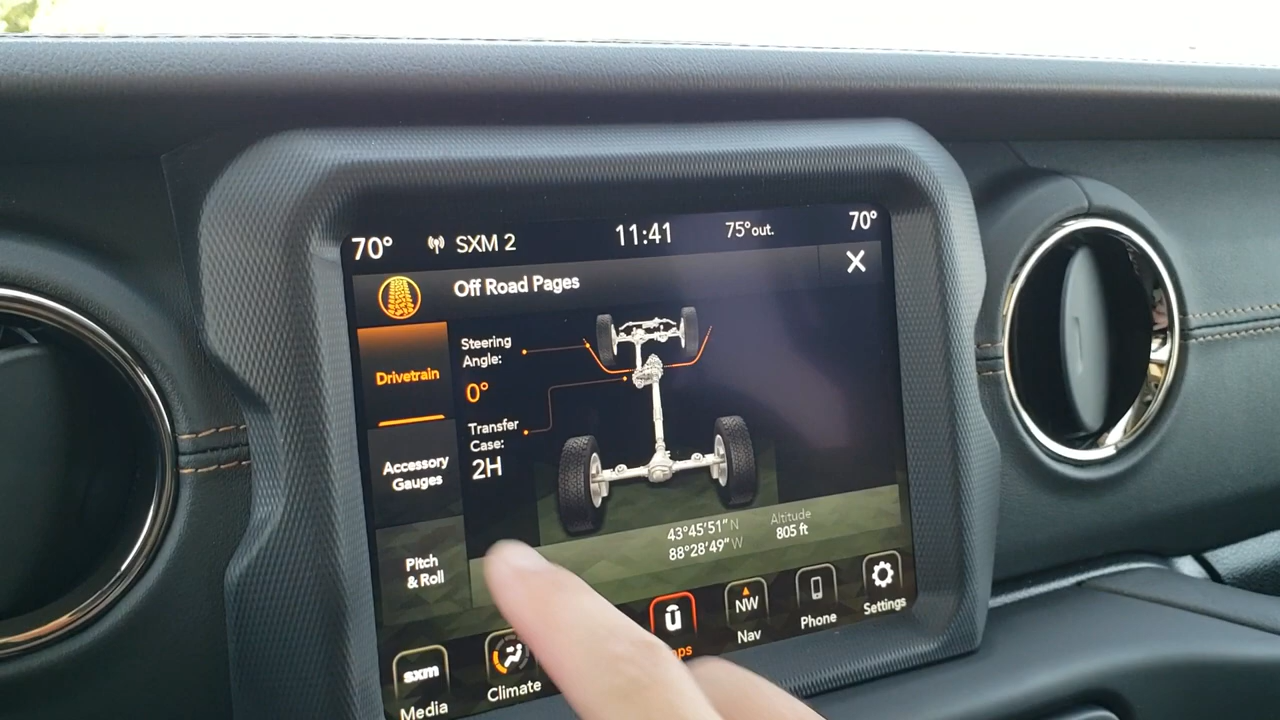 70° SXM 2 11:41 75°out. 70°
Off Road Pages X
Drivetrain
Accessory
Gauges
Pitch
& Roll
Steering
Angle:
0°
Transfer
Case:
2H
43°45'51" N
88°28'49" W
Altitude
805 ft
sxm
Media
Climate
ū
ps
NW
Nav
Phone
Settings